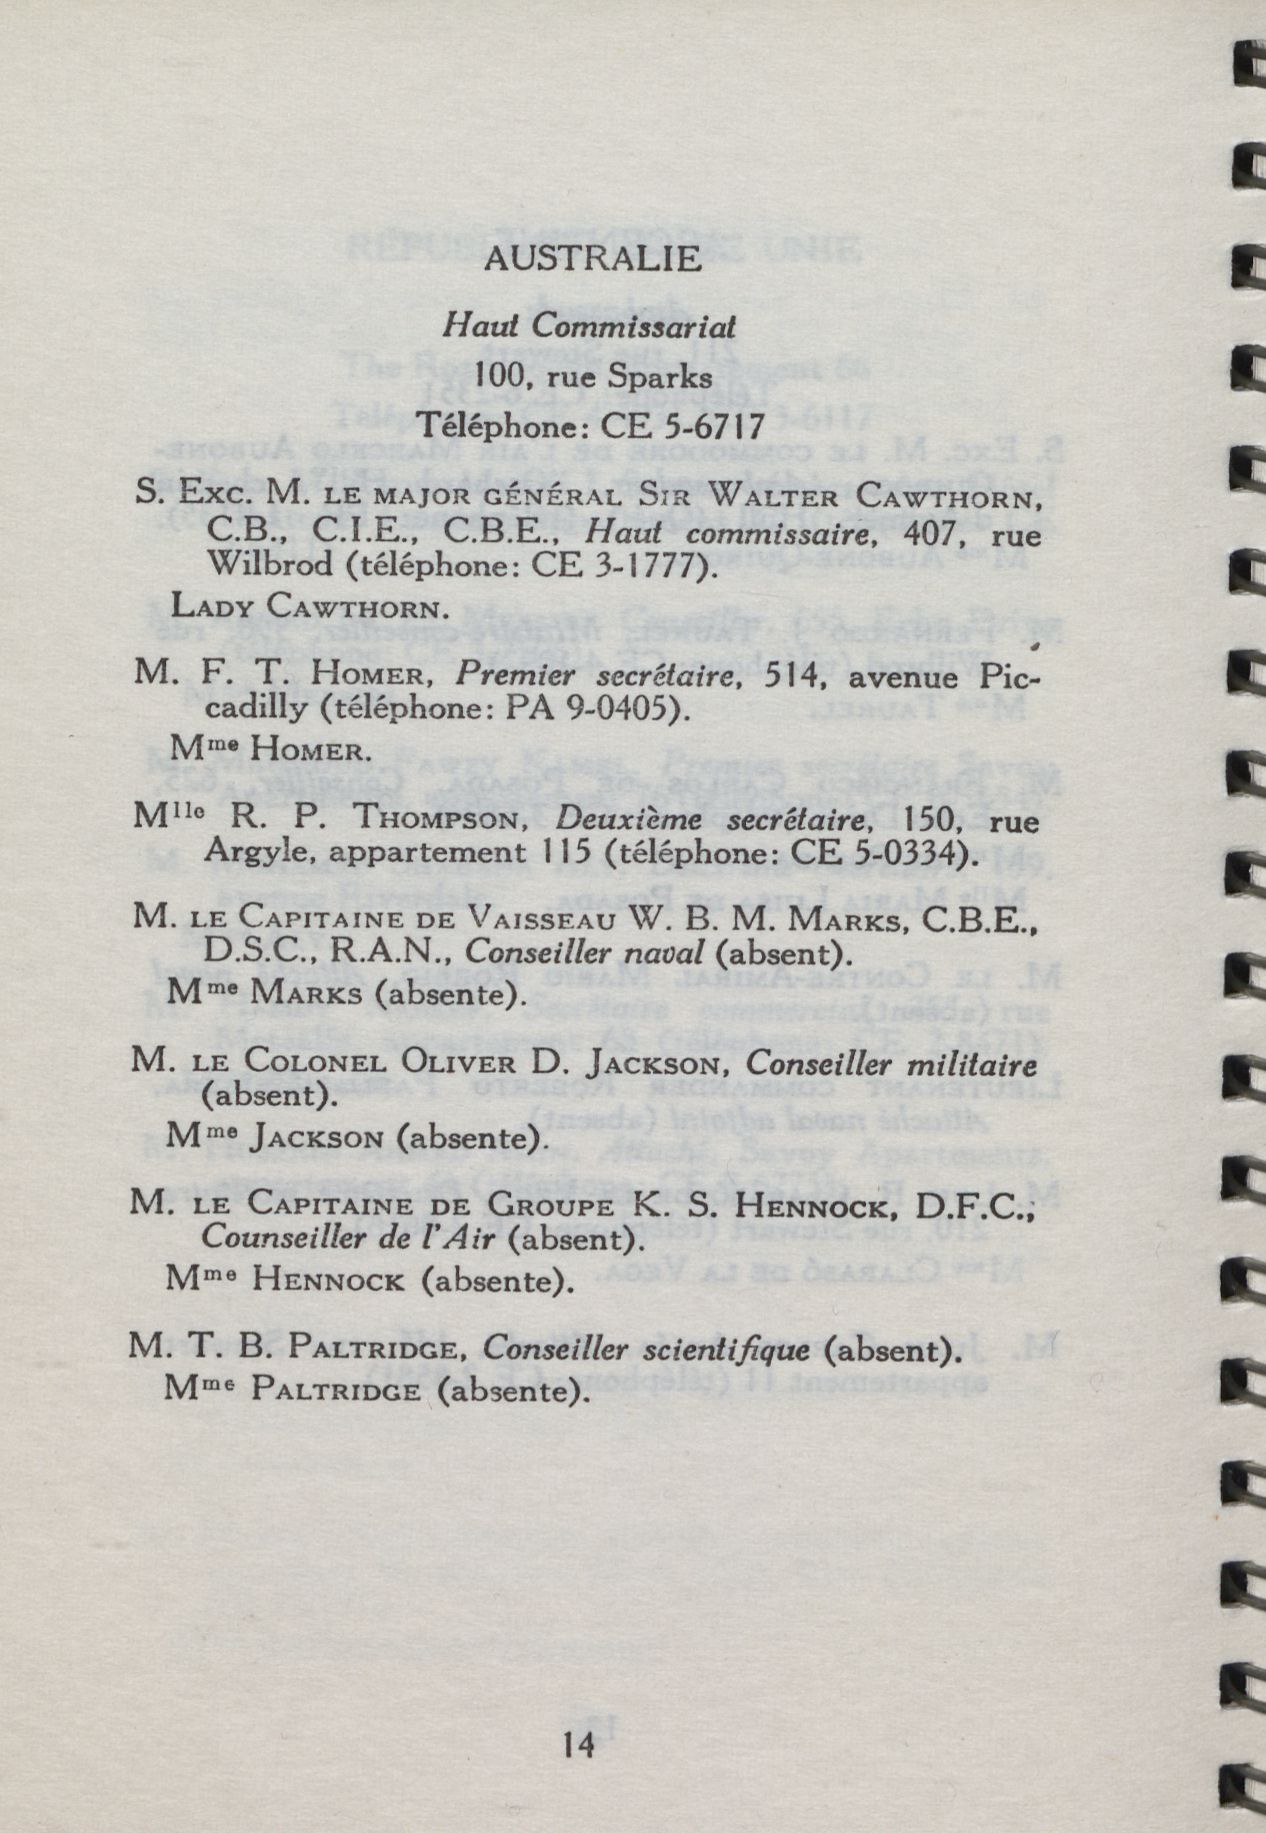 AUSTRALIE
Haut Commissariat
100, rue Sparks
Téléphone: CE 5-6717
S. Exc. M. le major général Sir Walter Cawthorn,
C.B., C.I.E., C.B.E., Haut commissaire, 407, rue
Wilbrod (téléphone: CE 3-1777).
Lady Cawthorn.
M. F. T. Homer, Premier secrétaire, 514, avenue Pic-
cadilly (téléphone: PA 9-0405).
Mme Homer.
Mlle R. P. Thompson, Deuxième secrétaire, 150, rue
Argyle, appartement 115 (téléphone: CE 5-0334).
M. le Capitaine de Vaisseau W. B. M. Marks, C.B.E.,
D.S.C., R.A.N., Conseiller naval (absent).
Mme Marks (absente).
M. le Colonel Oliver D. Jackson, Conseiller militaire
(absent).
Mme Jackson (absente).
M. le Capitaine de Groupe K. S. Hennock, D.F.C.,
Counseiller de l'Air (absent).
Mme Hennock (absente).
M. T. B. Paltridge, Conseiller scientifique (absent).
Mme Paltridge (absente).
14